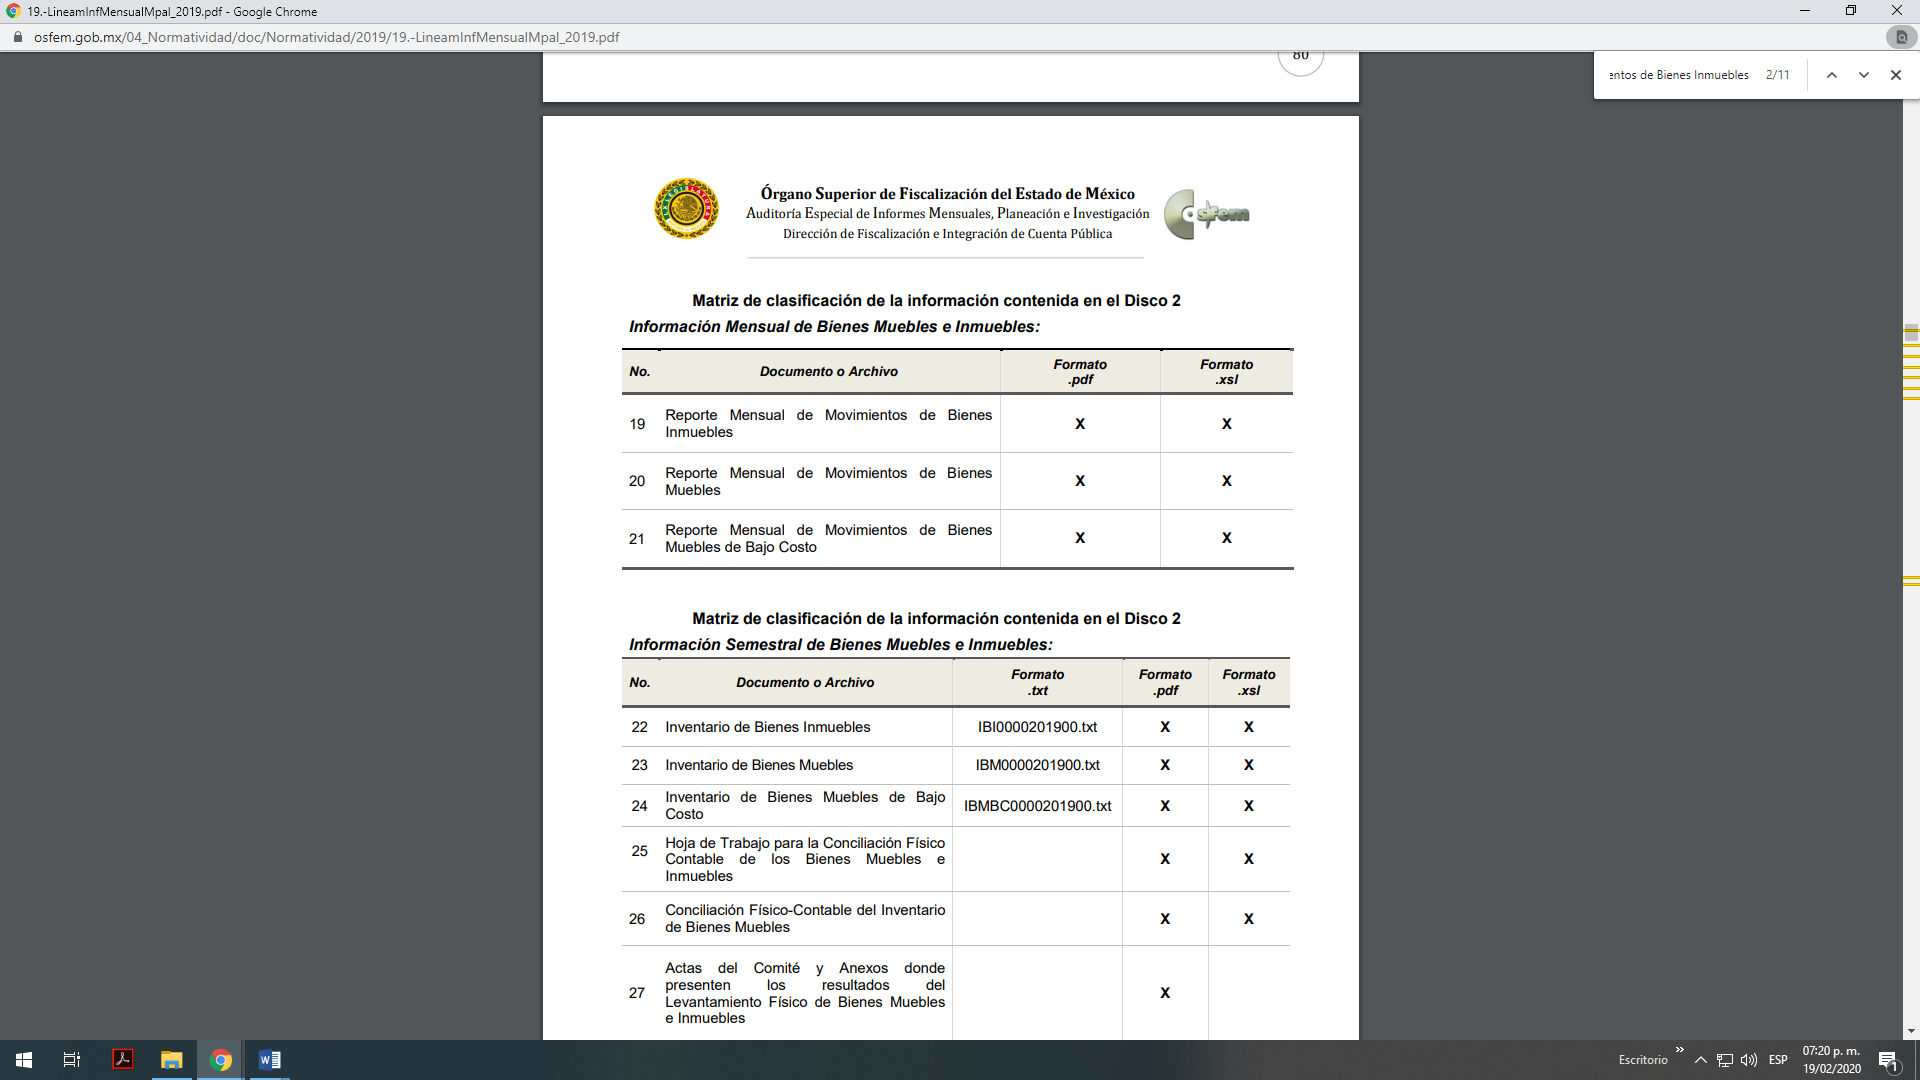 19.-LineamInfMensualMpal_2019.pdf - Google Chrome
osfem.gob.mx/04_Normatividad/doc/Normatividad/2019/19.-LineamInfMensualMpal_2019.pdf
entos de Bienes Inmuebles 2/11
80
Órgano Superior de Fiscalización del Estado de México
Auditoría Especial de Informes Mensuales, Planeación e Investigación
Dirección de Fiscalización e Integración de Cuenta Pública
osfem
Matriz de clasificación de la información contenida en el Disco 2
Información Mensual de Bienes Muebles e Inmuebles:
No. Documento o Archivo Formato .pdf Formato .xsl
19 Reporte Mensual de Movimientos de Bienes
Inmuebles X X
20 Reporte Mensual de Movimientos de Bienes
Muebles X X
21 Reporte Mensual de Movimientos de Bienes
Muebles de Bajo Costo X X
Matriz de clasificación de la información contenida en el Disco 2
Información Semestral de Bienes Muebles e Inmuebles:
No. Documento o Archivo Formato .txt Formato .pdf Formato .xsl
22 Inventario de Bienes Inmuebles IBI0000201900.txt X X
23 Inventario de Bienes Muebles IBM0000201900.txt X X
24 Inventario de Bienes Muebles de Bajo
Costo IBMBC0000201900.txt X X
25 Hoja de Trabajo para la Conciliación Físico
Contable de los Bienes Muebles e
Inmuebles X X
26 Conciliación Físico-Contable del Inventario
de Bienes Muebles X X
27 Actas del Comité y Anexos donde
presenten los resultados del
Levantamiento Físico de Bienes Muebles
e Inmuebles X
Escritorio ESP 07:20 p. m.
19/02/2020 1